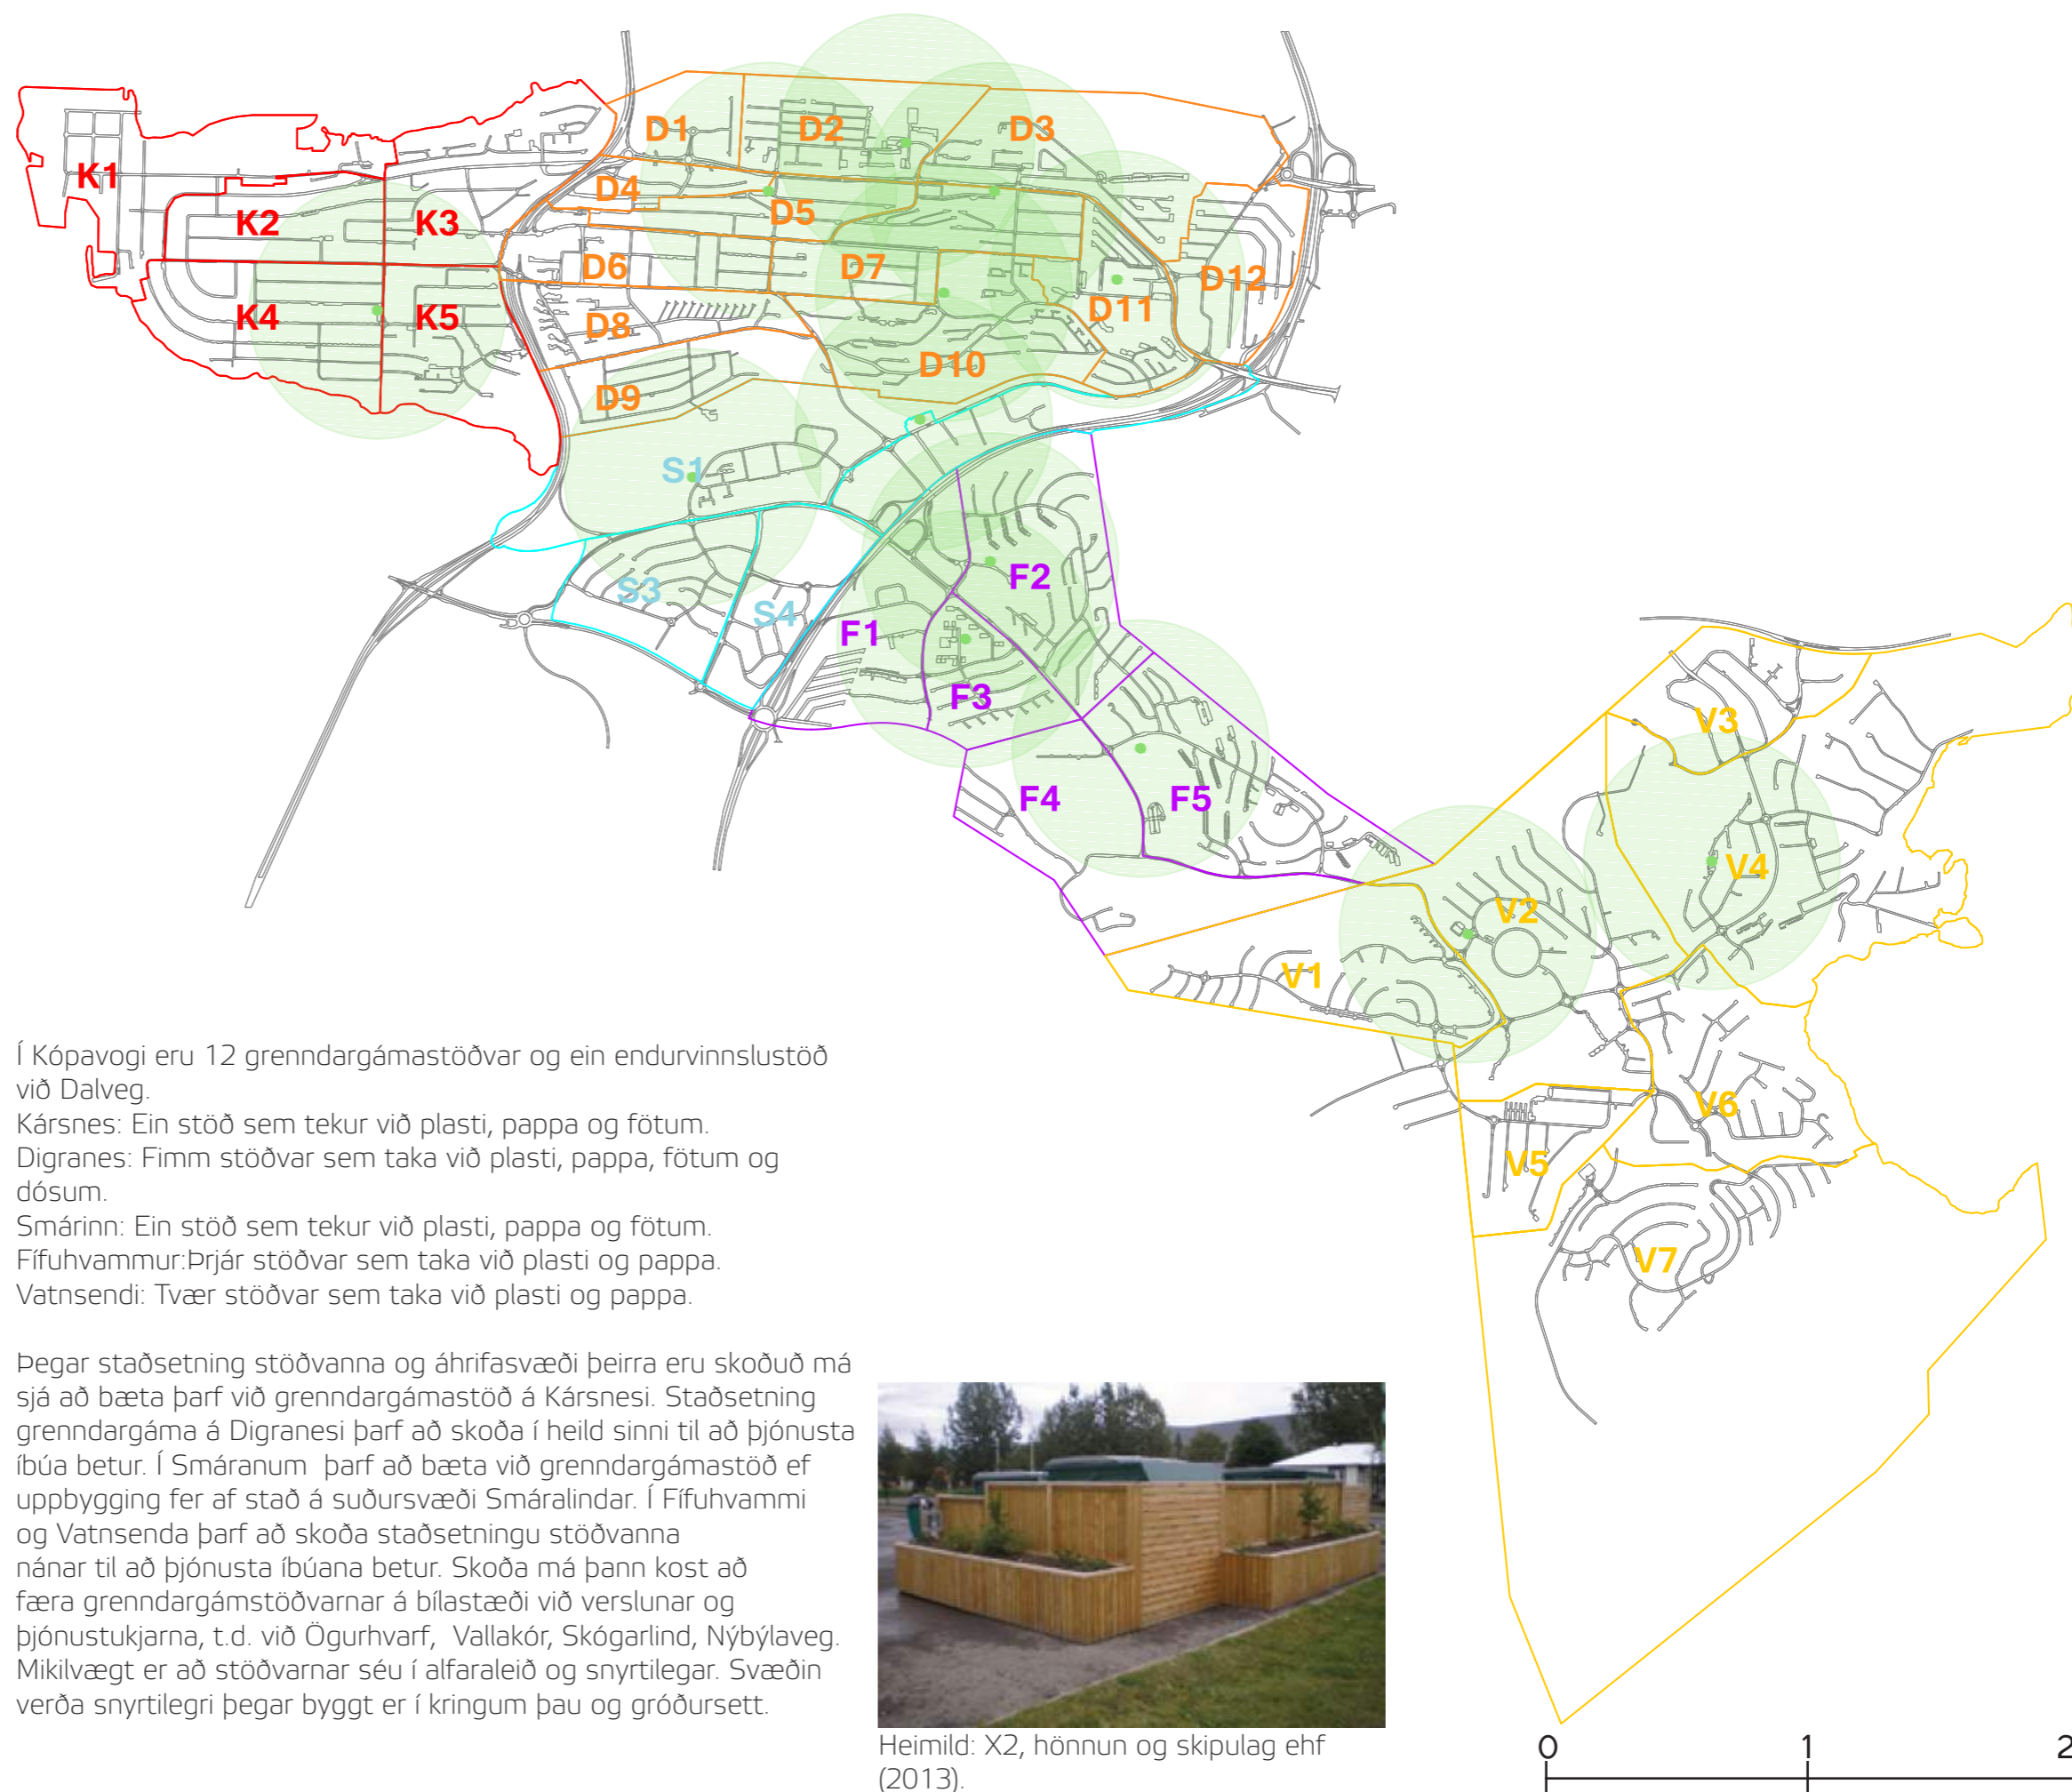 K1
K2
K3
K4
K5
D1
D2
D3
D4
D5
D6
D7
D8
D9
D10
D11
D12
S1
S3
S4
F1
F2
F3
F4
F5
V1
V2
V3
V4
V5
V6
V7
Í Kópavogi eru 12 grenndargámastöðvar og ein endurvinnslustöð
við Dalveg.
Kársnes: Ein stöð sem tekur við plasti, pappa og fötum.
Digranes: Fimm stöðvar sem taka við plasti, pappa, fötum og
dósum.
Smárinn: Ein stöð sem tekur við plasti, pappa og fötum.
Fífuhvammur:Þrjár stöðvar sem taka við plasti og pappa.
Vatnsendi: Tvær stöðvar sem taka við plasti og pappa.
Þegar staðsetning stöðvanna og áhrifasvæði þeirra eru skoðuð má
sjá að bæta þarf við grenndargámastöð á Kársnesi. Staðsetning
grenndargáma á Digranesi þarf að skoða í heild sinni til að þjónusta
íbúa betur. Í Smáranum þarf að bæta við grenndargámastöð ef
uppbygging fer af stað á suðursvæði Smáralindar. Í Fífuhvammi
og Vatnsenda þarf að skoða staðsetningu stöðvanna
nánar til að þjónusta íbúana betur. Skoða má þann kost að
færa grenndargámstöðvarnar á bílastæði við verslunar og
þjónustukjarna, t.d. við Ögurhvarf, Vallakór, Skógarlind, Nýbýlaveg.
Mikilvægt er að stöðvarnar séu í alfaraleið og snyrtilegar. Svæðin
verða snyrtilegri þegar byggt er í kringum þau og gróðursett.
Heimild: X2, hönnun og skipulag ehf
(2013).
0 1 2